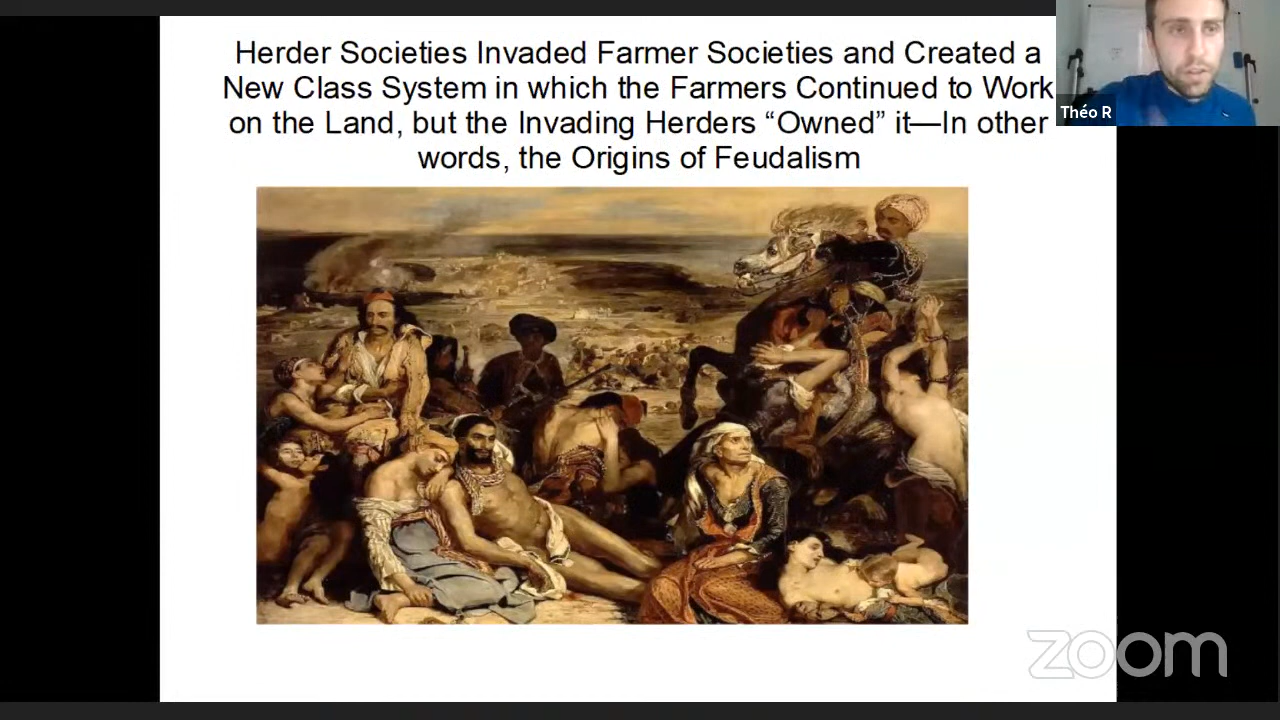 Herder Societies Invaded Farmer Societies and Created a
New Class System in which the Farmers Continued to Work
on the Land, but the Invading Herders “Owned” it—In other
words, the Origins of Feudalism
Théo R
zoom